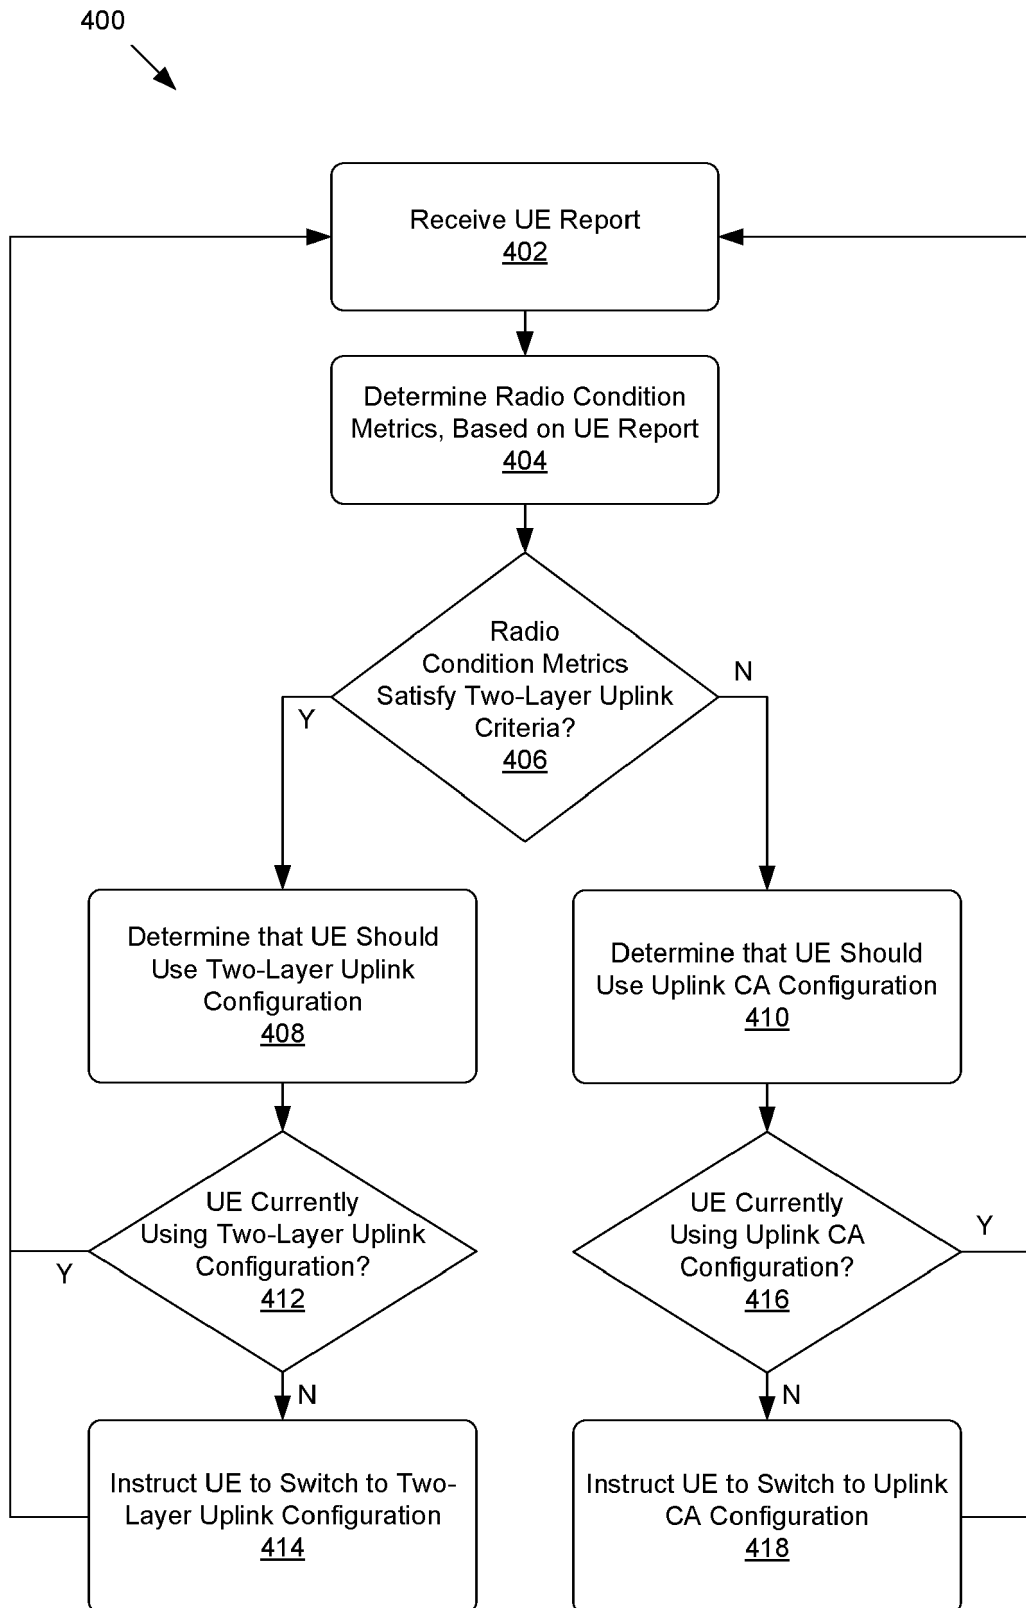 400
Receive UE Report
402
Determine Radio Condition
Metrics, Based on UE Report
404
Radio
Condition Metrics
Satisfy Two-Layer Uplink
Criteria?
406
Y
N
Determine that UE Should
Use Two-Layer Uplink
Configuration
408
Determine that UE Should
Use Uplink CA Configuration
410
UE Currently
Using Two-Layer Uplink
Configuration?
412
Y
N
UE Currently
Using Uplink CA
Configuration?
416
Y
N
Instruct UE to Switch to Two-
Layer Uplink Configuration
414
Instruct UE to Switch to Uplink
CA Configuration
418